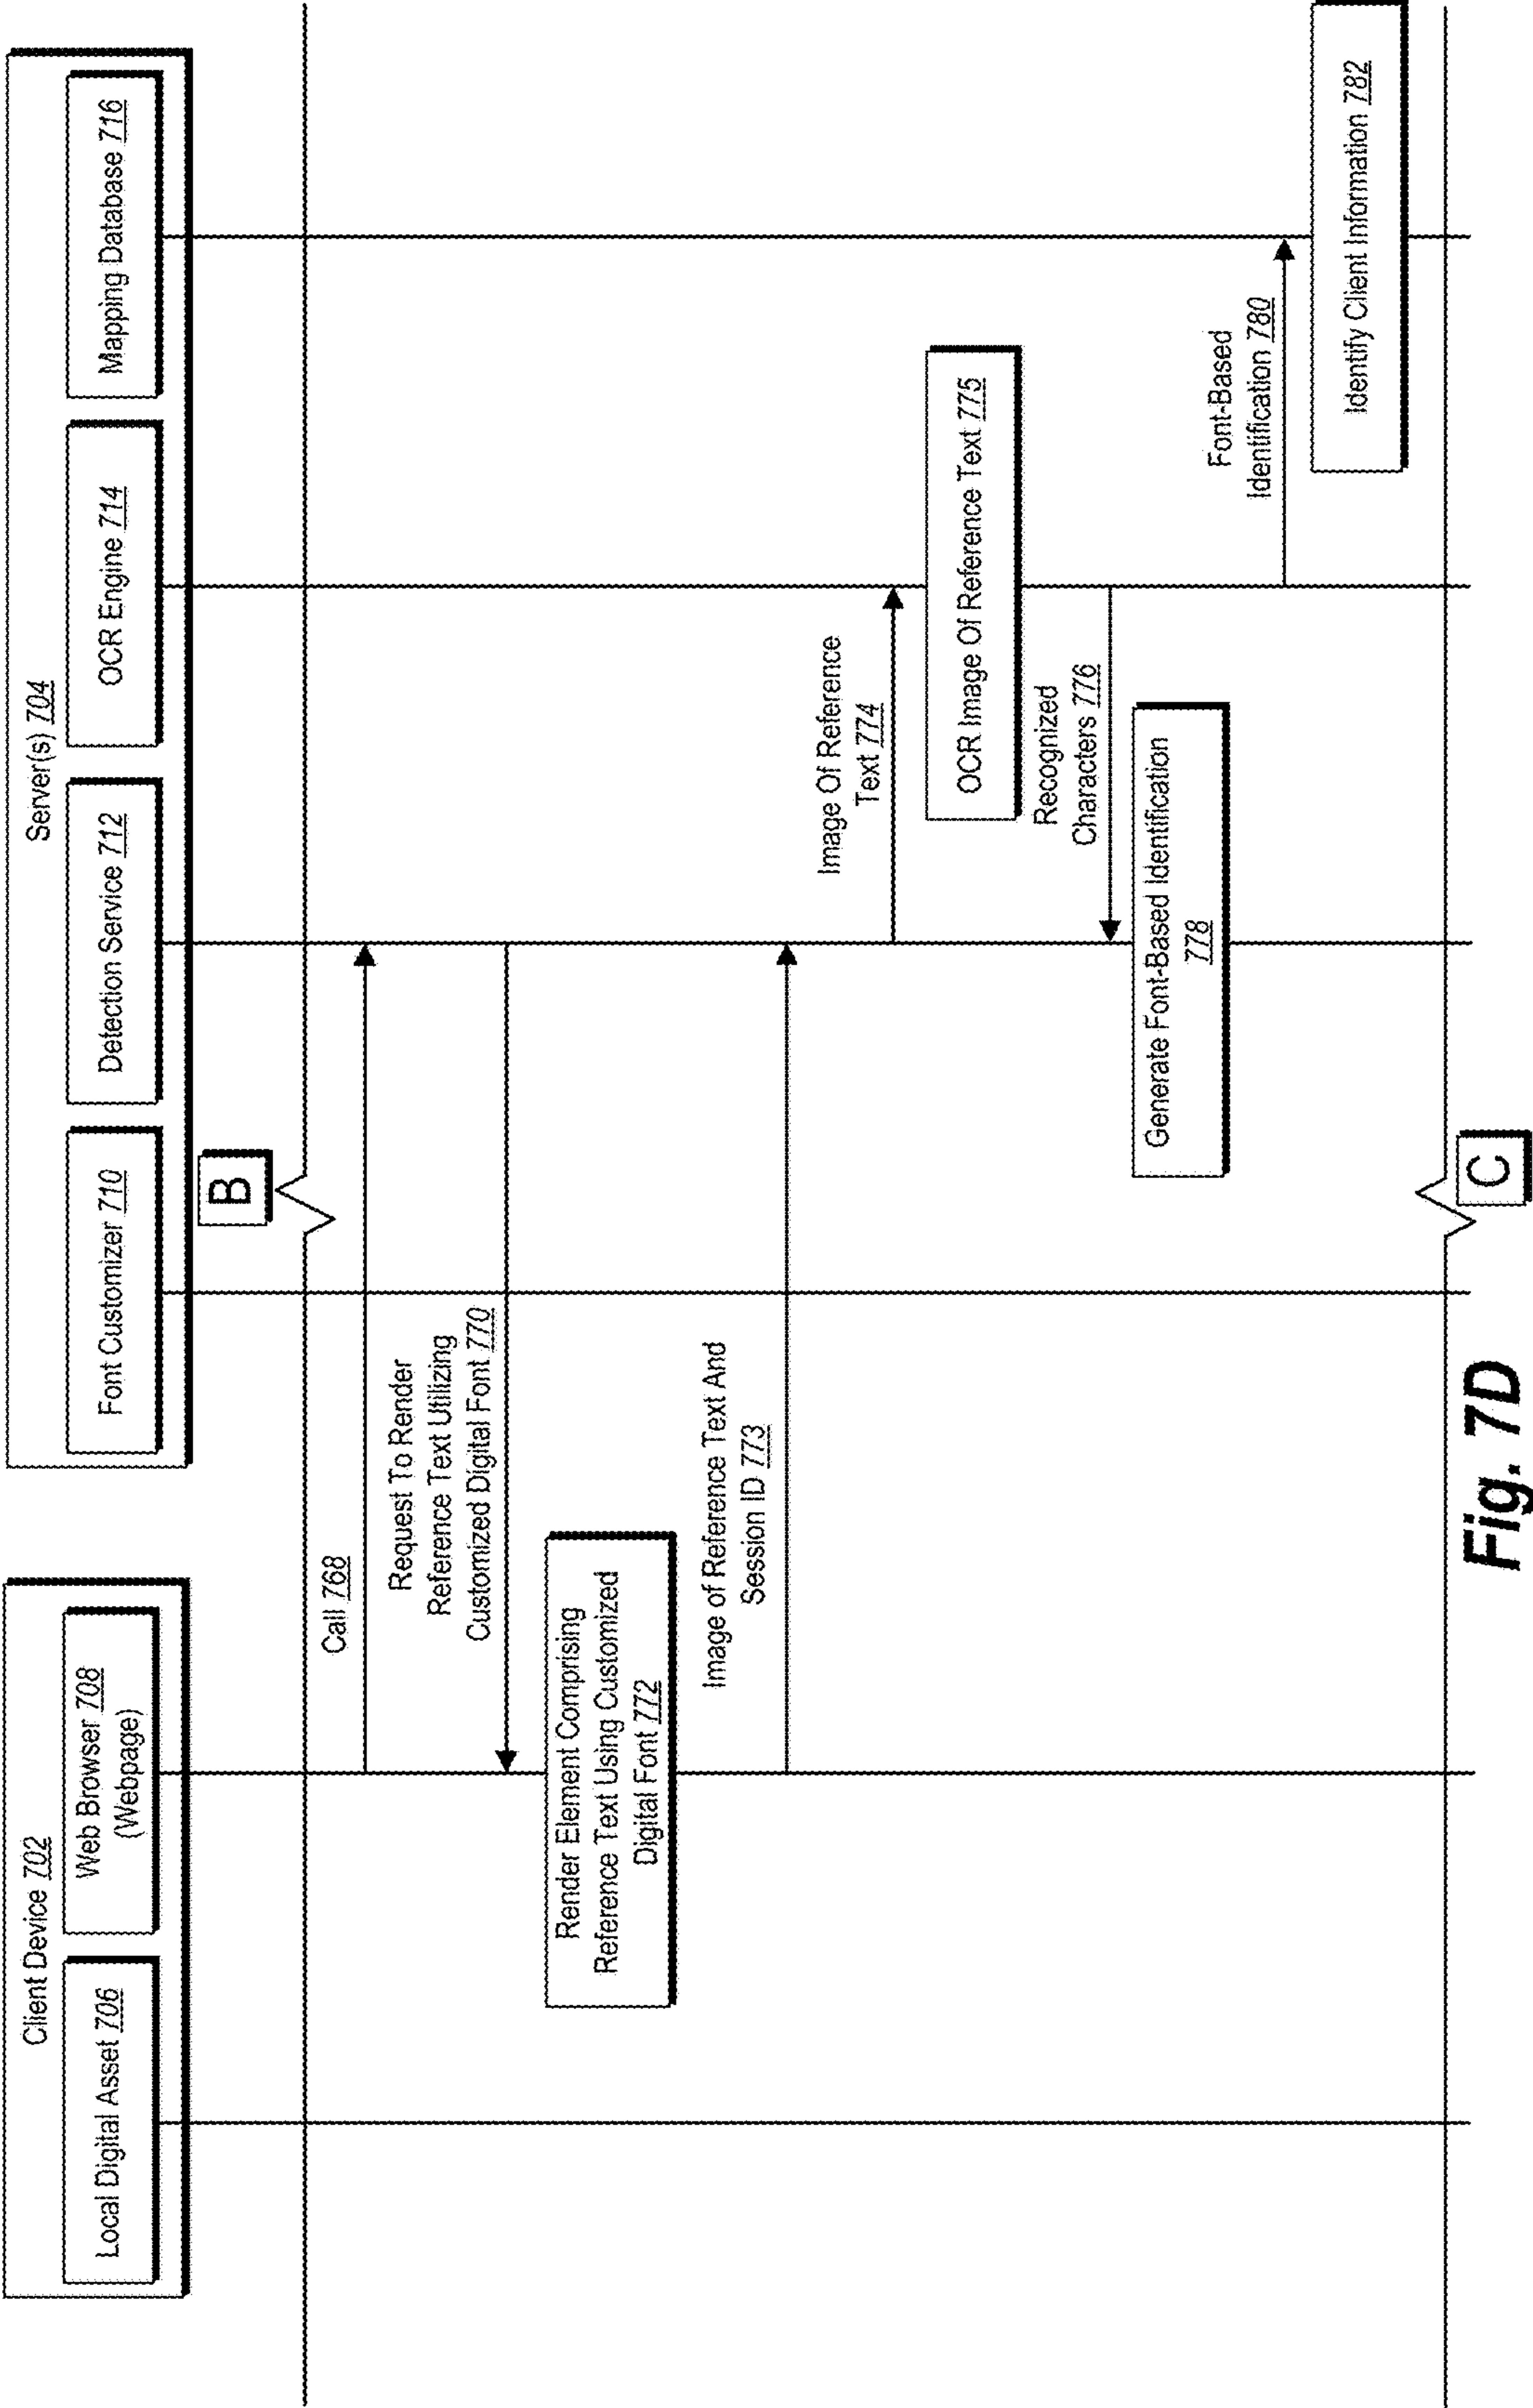 Client Device 702
Local Digital Asset 706
Web Browser 708
(Webpage)
Server(s) 704
Font Customizer 710
Detection Service 712
OCR Engine 714
Mapping Database 716
B
Call 768
Request To Render
Reference Text Utilizing
Customized Digital Font 770
Render Element Comprising
Reference Text Using Customized
Digital Font 772
Image of Reference Text And
Session ID 773
Image Of Reference
Text 774
OCR Image Of Reference Text 775
Recognized
Characters 776
Generate Font-Based Identification
778
Font-Based
Identification 780
Identify Client Information 782
C
Fig. 7D